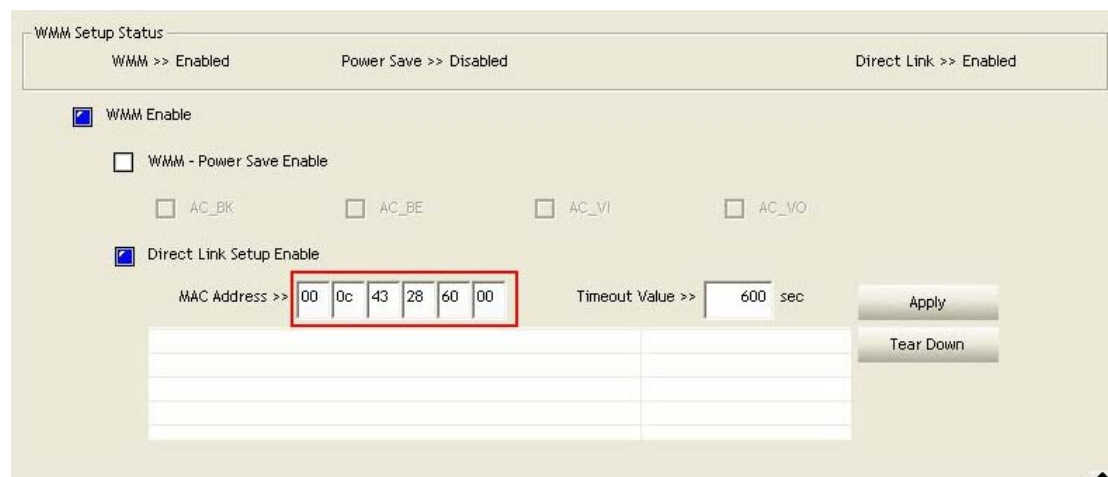 WMM Setup Status
WMM >> Enabled Power Save >> Disabled Direct Link >> Enabled
WMM Enable
WMM - Power Save Enable
AC_BK AC_BE AC_VI AC_VO
Direct Link Setup Enable
MAC Address >> 00 0c 43 28 60 00 Timeout Value >> 600 sec Apply
Tear Down